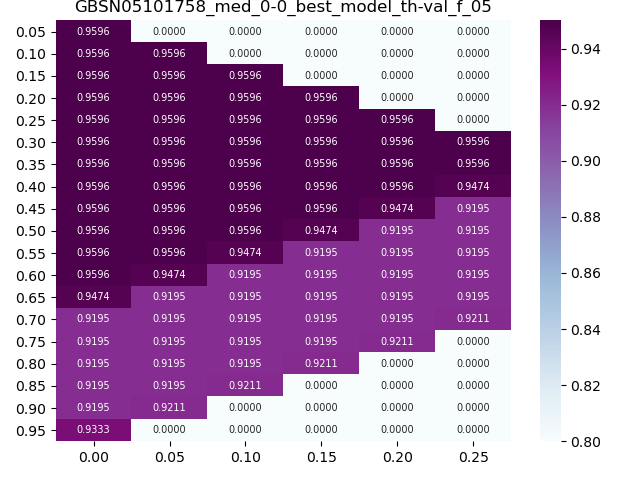 GBSN05101758_med_0-0_best_model_th-val_f_05
0.05 0.9596 0.0000 0.0000 0.0000 0.0000 0.0000
0.10 0.9596 0.9596 0.0000 0.0000 0.0000 0.0000
0.15 0.9596 0.9596 0.9596 0.0000 0.0000 0.0000
0.20 0.9596 0.9596 0.9596 0.9596 0.0000 0.0000
0.25 0.9596 0.9596 0.9596 0.9596 0.9596 0.0000
0.30 0.9596 0.9596 0.9596 0.9596 0.9596 0.9596
0.35 0.9596 0.9596 0.9596 0.9596 0.9596 0.9596
0.40 0.9596 0.9596 0.9596 0.9596 0.9596 0.9474
0.45 0.9596 0.9596 0.9596 0.9596 0.9474 0.9195
0.50 0.9596 0.9596 0.9596 0.9474 0.9195 0.9195
0.55 0.9596 0.9596 0.9474 0.9195 0.9195 0.9195
0.60 0.9596 0.9474 0.9195 0.9195 0.9195 0.9195
0.65 0.9474 0.9195 0.9195 0.9195 0.9195 0.9195
0.70 0.9195 0.9195 0.9195 0.9195 0.9195 0.9211
0.75 0.9195 0.9195 0.9195 0.9195 0.9211 0.0000
0.80 0.9195 0.9195 0.9195 0.9211 0.0000 0.0000
0.85 0.9195 0.9195 0.9211 0.0000 0.0000 0.0000
0.90 0.9195 0.9211 0.0000 0.0000 0.0000 0.0000
0.95 0.9333 0.0000 0.0000 0.0000 0.0000 0.0000
0.00 0.05 0.10 0.15 0.20 0.25
0.94
0.92
0.90
0.88
0.86
0.84
0.82
0.80